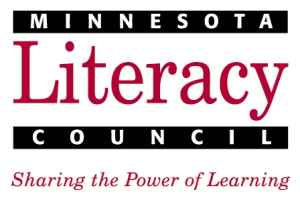 MINNESOTA
Literacy
COUNCIL
Sharing the Power of Learning